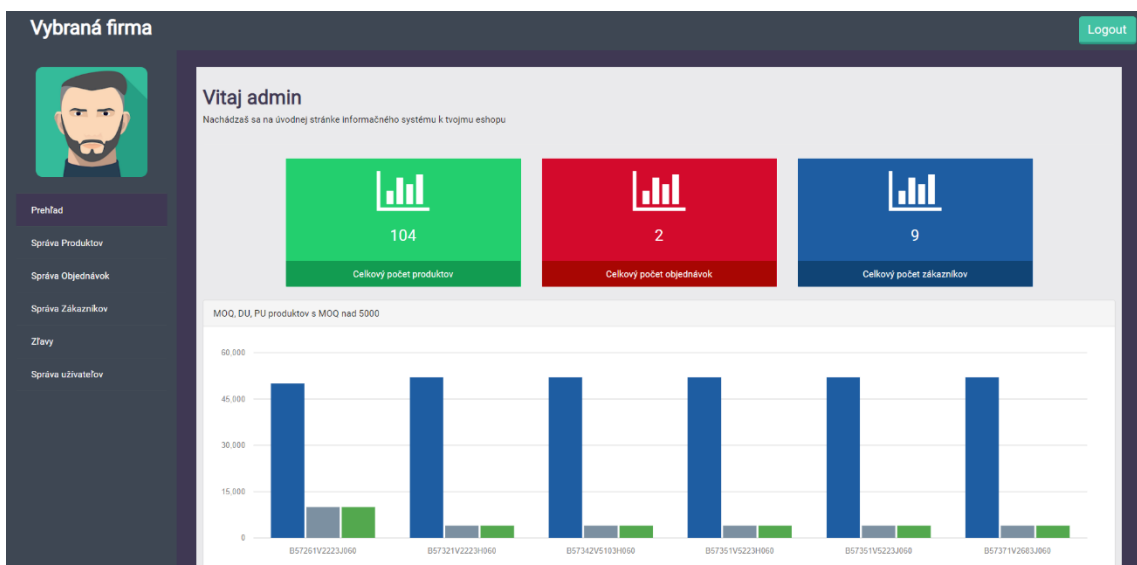 Vybraná firma
Logout
Vitaj admin
Nachádzaš sa na úvodnej stránke informačného systému k tvojmu eshopu
Prehľad
Správa Produktov
Správa Objednávok
Správa Zákazníkov
Zľavy
Správa užívateľov
104
Celkový počet produktov
2
Celkový počet objednávok
9
Celkový počet zákazníkov
MOQ, DU, PU produktov s MOQ nad 5000
60,000
45,000
30,000
15,000
0
B57261V2223J060
B57321V2223H060
B57342V5103H060
B57351V5223H060
B57351V5223J060
B57371V2683J060